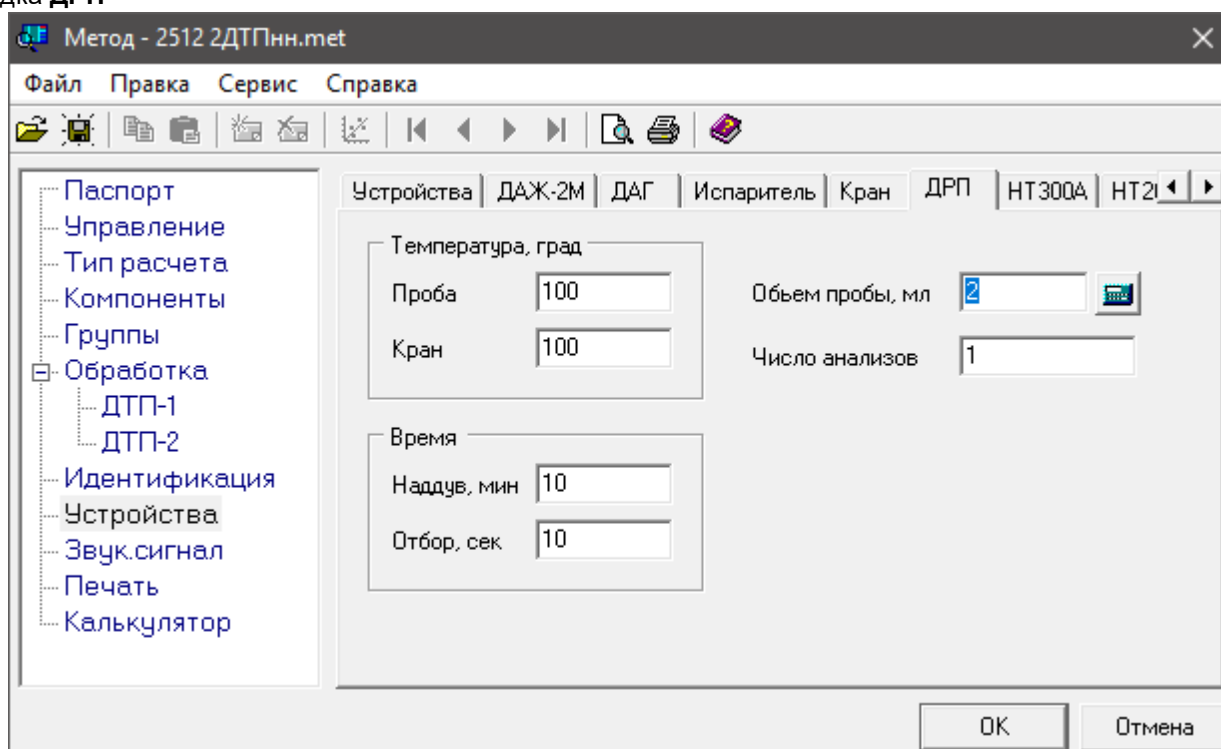 Метод - 2512 2ДТПнн.met
Файл Правка Сервис Справка
Паспорт
Управление
Тип расчета
Компоненты
Группы
Обработка
ДТП-1
ДТП-2
Идентификация
Устройства
Звук.сигнал
Печать
Калькулятор
Устройства ДАЖ-2М ДАГ Испаритель Кран ДРП НТ300А
Температура, град
Проба 100
Кран 100
Обьем пробы, мл 2
Число анализов 1
Время
Наддув, мин 10
Отбор, сек 10
OK Отмена